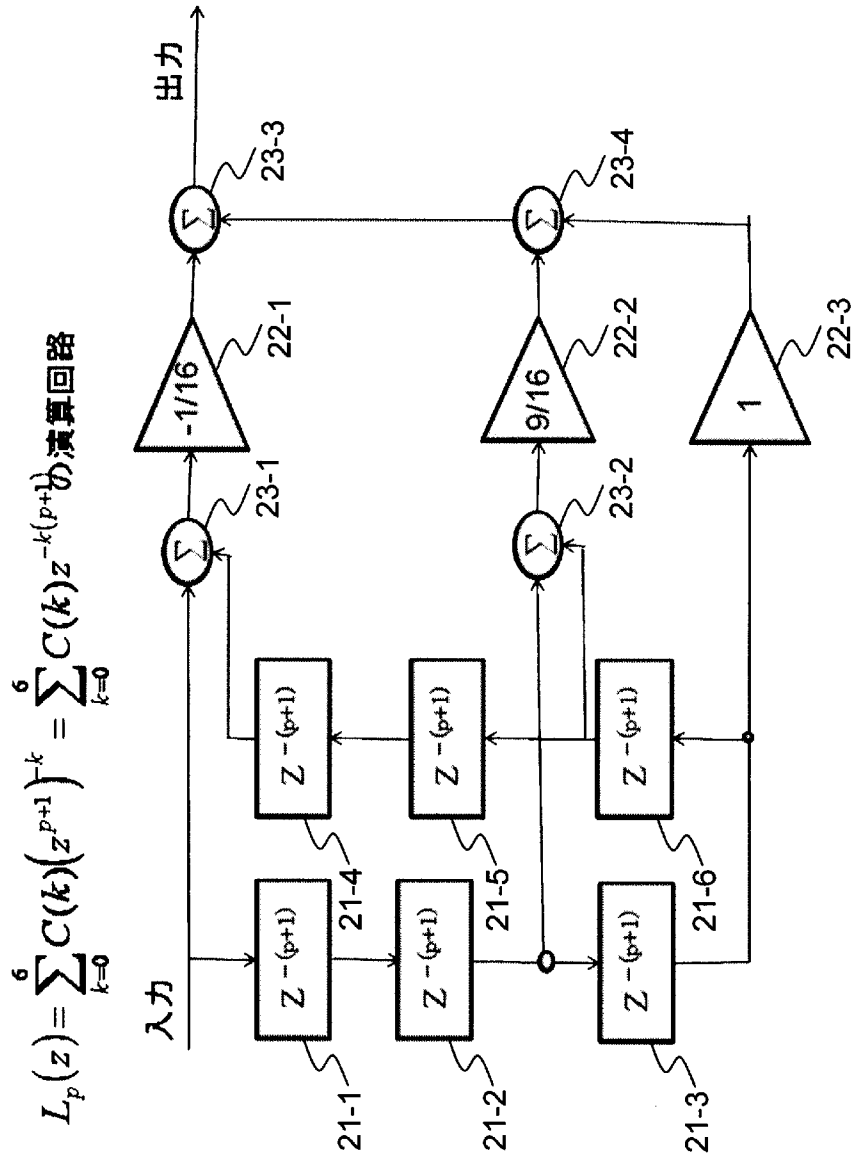 L_p(z) = \sum_{k=0}^{6} C(k)(z^{p+1})^{-k} = \sum_{k=0}^{6} C(k) z^{-k(p+1)} の演算回路
入力
出力
Σ
23-1
-1/16
22-1
Σ
23-3
Z^{-(p+1)}
21-1
Z^{-(p+1)}
21-4
Z^{-(p+1)}
21-2
Z^{-(p+1)}
21-5
Σ
23-2
9/16
22-2
Σ
23-4
Z^{-(p+1)}
21-3
Z^{-(p+1)}
21-6
1
22-3